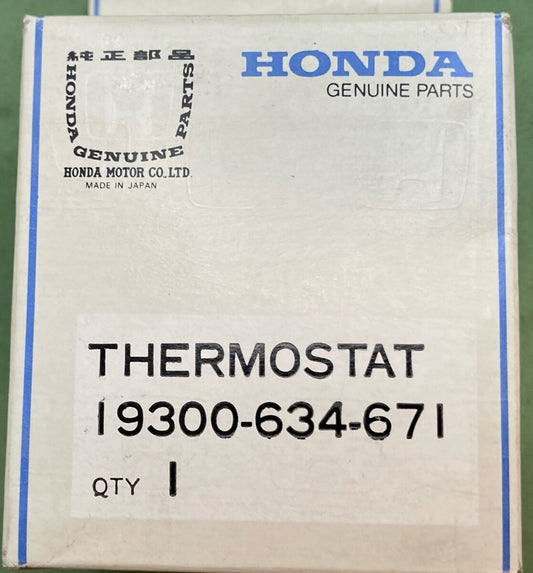 純正部品
HONDA
GENUINE
PARTS
HONDA MOTOR CO.,LTD.
MADE IN JAPAN
HONDA
GENUINE PARTS
THERMOSTAT
19300-634-671
QTY 1